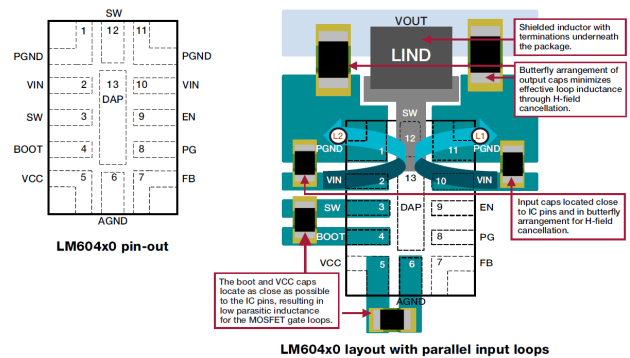 SW
1 12 11
PGND PGND
VIN 2 13 10 VIN
DAP
SW 3 9 EN
BOOT 4 8 PG
VCC 5 6 7 FB
AGND
LM604x0 pin-out
VOUT
LIND
Shielded inductor with
terminations underneath
the package.
Butterfly arrangement of
output caps minimizes
effective loop inductance
through H-field
cancellation.
SW
L2 12 L1
PGND 1 11 PGND
VIN 2 13 10 VIN
SW 3 DAP 9 EN
BOOT 4 8 PG
VCC 5 6 7 FB
AGND
Input caps located close
to IC pins and in butterfly
arrangement for H-field
cancellation.
The boot and VCC caps
locate as close as possible
to the IC pins, resulting in
low parasitic inductance
for the MOSFET gate loops.
LM604x0 layout with parallel input loops